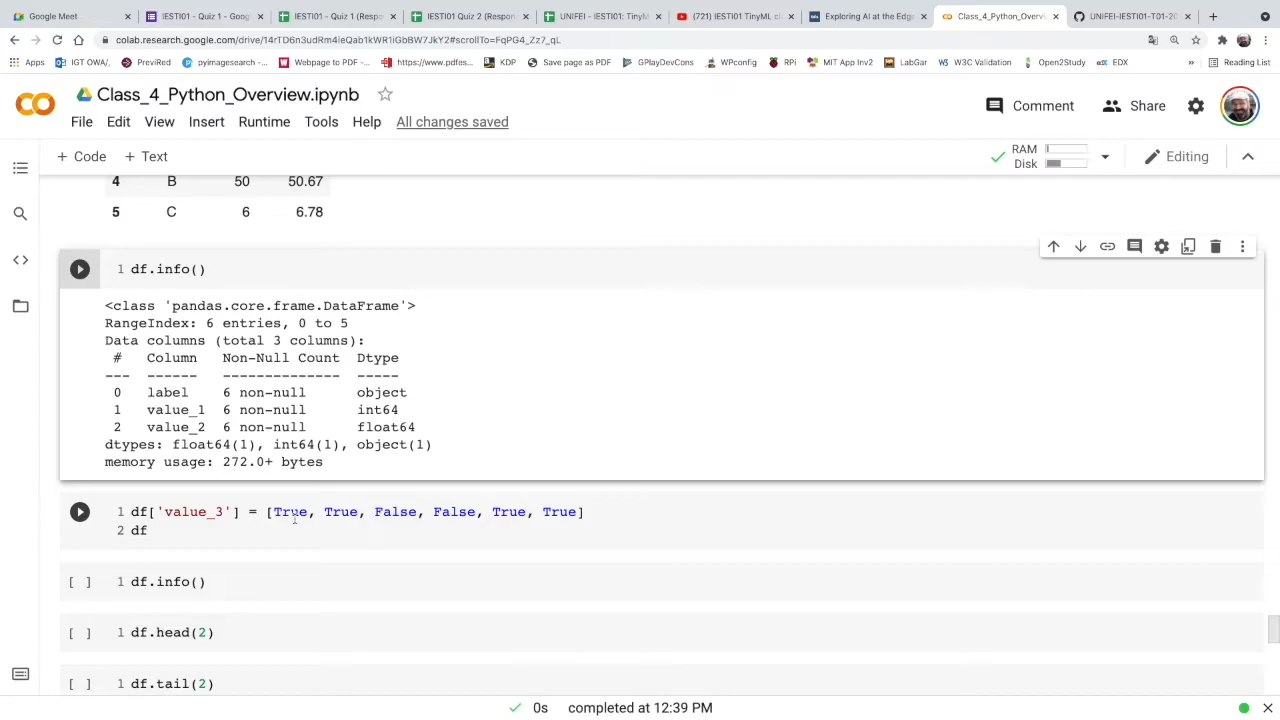 Google Meet
IESTI01 - Quiz 1 - Goog
IESTI01 - Quiz 1 (Respon
IESTI01 Quiz 2 (Respon
UNIFEI - IESTI01: TinyM
(721) IESTI01 TinyML cl
Exploring AI at the Edge
Class_4_Python_Overview
UNIFEI-IESTI01-T01-20
colab.research.google.com/drive/14rTD6n3udRm4IeQab1kWR1iGbBW7JkY2#scrollTo=FqPG4_Zz7_qL
Apps
IGT OWA/,
PreviRed
pyimagesearch -...
Webpage to PDF -...
https://www.pdfes...
KDP
Save page as PDF
GPlayDevCons
WPconfig
RPi
MIT App Inv2
LabGar
W3C Validation
Open2Study
EDX
»
Reading List
Class_4_Python_Overview.ipynb
File Edit View Insert Runtime Tools Help All changes saved
Comment
Share
+ Code + Text
RAM
Disk
Editing
4 B 50 50.67
5 C 6 6.78
1 df.info()
<class 'pandas.core.frame.DataFrame'>
RangeIndex: 6 entries, 0 to 5
Data columns (total 3 columns):
# Column Non-Null Count Dtype
--- ------ -------------- -----
0 label 6 non-null object
1 value_1 6 non-null int64
2 value_2 6 non-null float64
dtypes: float64(1), int64(1), object(1)
memory usage: 272.0+ bytes
1 df['value_3'] = [True, True, False, False, True, True]
2 df
[ ] 1 df.info()
[ ] 1 df.head(2)
[ ] 1 df.tail(2)
0s completed at 12:39 PM